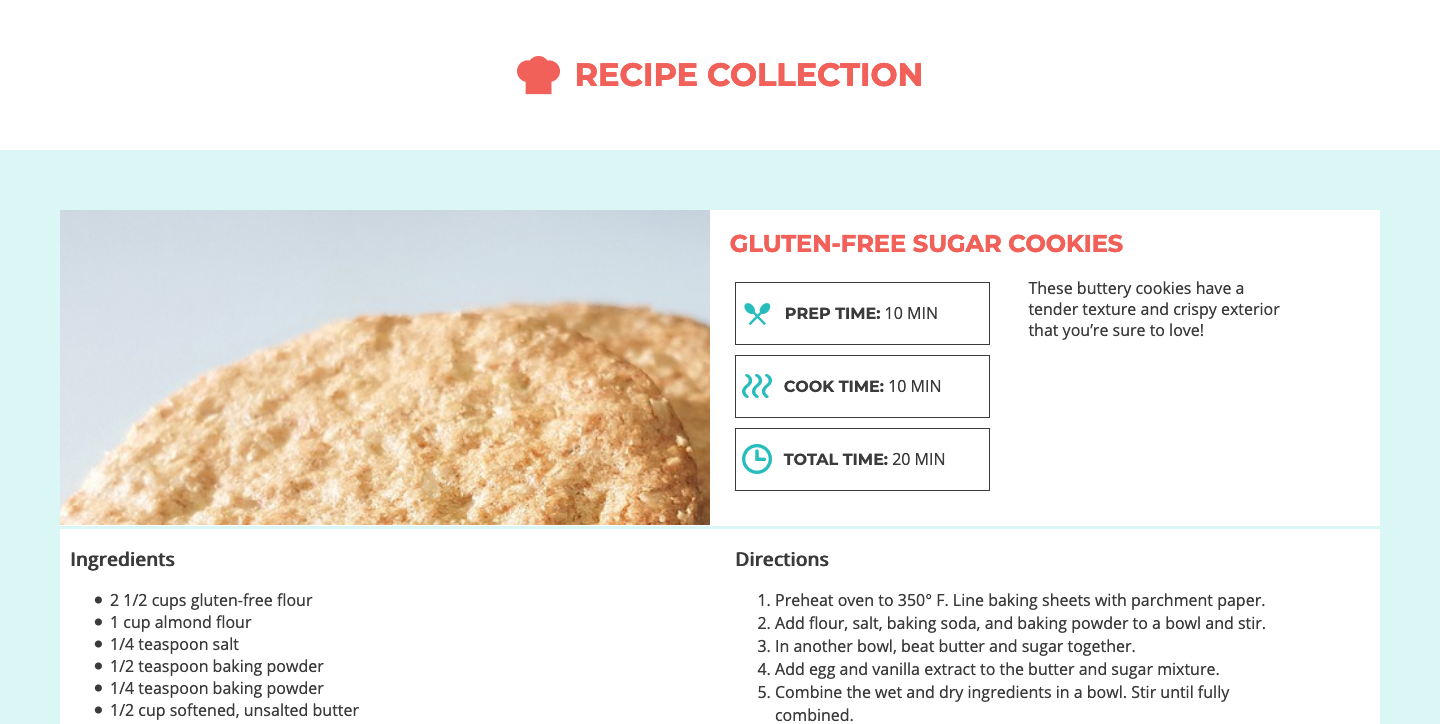 RECIPE COLLECTION
GLUTEN-FREE SUGAR COOKIES
PREP TIME: 10 MIN
COOK TIME: 10 MIN
TOTAL TIME: 20 MIN
These buttery cookies have a
tender texture and crispy exterior
that you’re sure to love!
Ingredients
2 1/2 cups gluten-free flour
1 cup almond flour
1/4 teaspoon salt
1/2 teaspoon baking powder
1/4 teaspoon baking powder
1/2 cup softened, unsalted butter
Directions
1. Preheat oven to 350° F. Line baking sheets with parchment paper.
2. Add flour, salt, baking soda, and baking powder to a bowl and stir.
3. In another bowl, beat butter and sugar together.
4. Add egg and vanilla extract to the butter and sugar mixture.
5. Combine the wet and dry ingredients in a bowl. Stir until fully
combined.